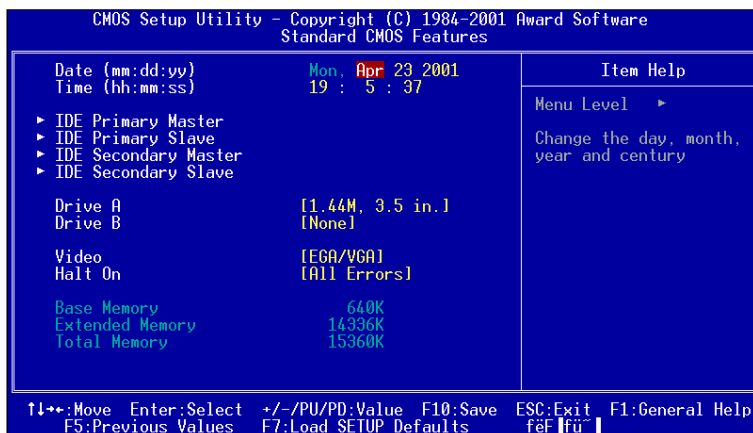 CMOS Setup Utility – Copyright (C) 1984-2001 Award Software
Standard CMOS Features
Date (mm:dd:yy) Mon, Apr 23 2001
Time (hh:mm:ss) 19 : 5 : 37
► IDE Primary Master
► IDE Primary Slave
► IDE Secondary Master
► IDE Secondary Slave
Drive A [1.44M, 3.5 in.]
Drive B [None]
Video [EGA/VGA]
Halt On [All Errors]
Base Memory 640K
Extended Memory 14336K
Total Memory 15360K
Item Help
Menu Level ►
Change the day, month,
year and century
↑↓→←:Move Enter:Select +/-/PU/PD:Value F10:Save ESC:Exit F1:General Help
F5:Previous Values F7:Load SETUP Defaults